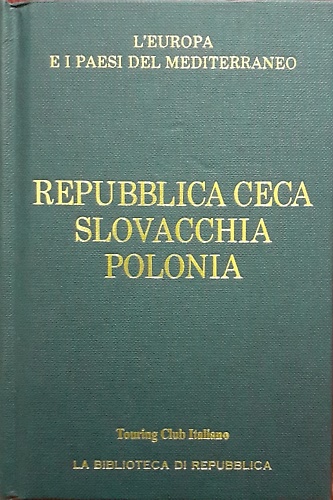 L'EUROPA
E I PAESI DEL MEDITERRANEO
REPUBBLICA CECA
SLOVACCHIA
POLONIA
Touring Club Italiano
LA BIBLIOTECA DI REPUBBLICA